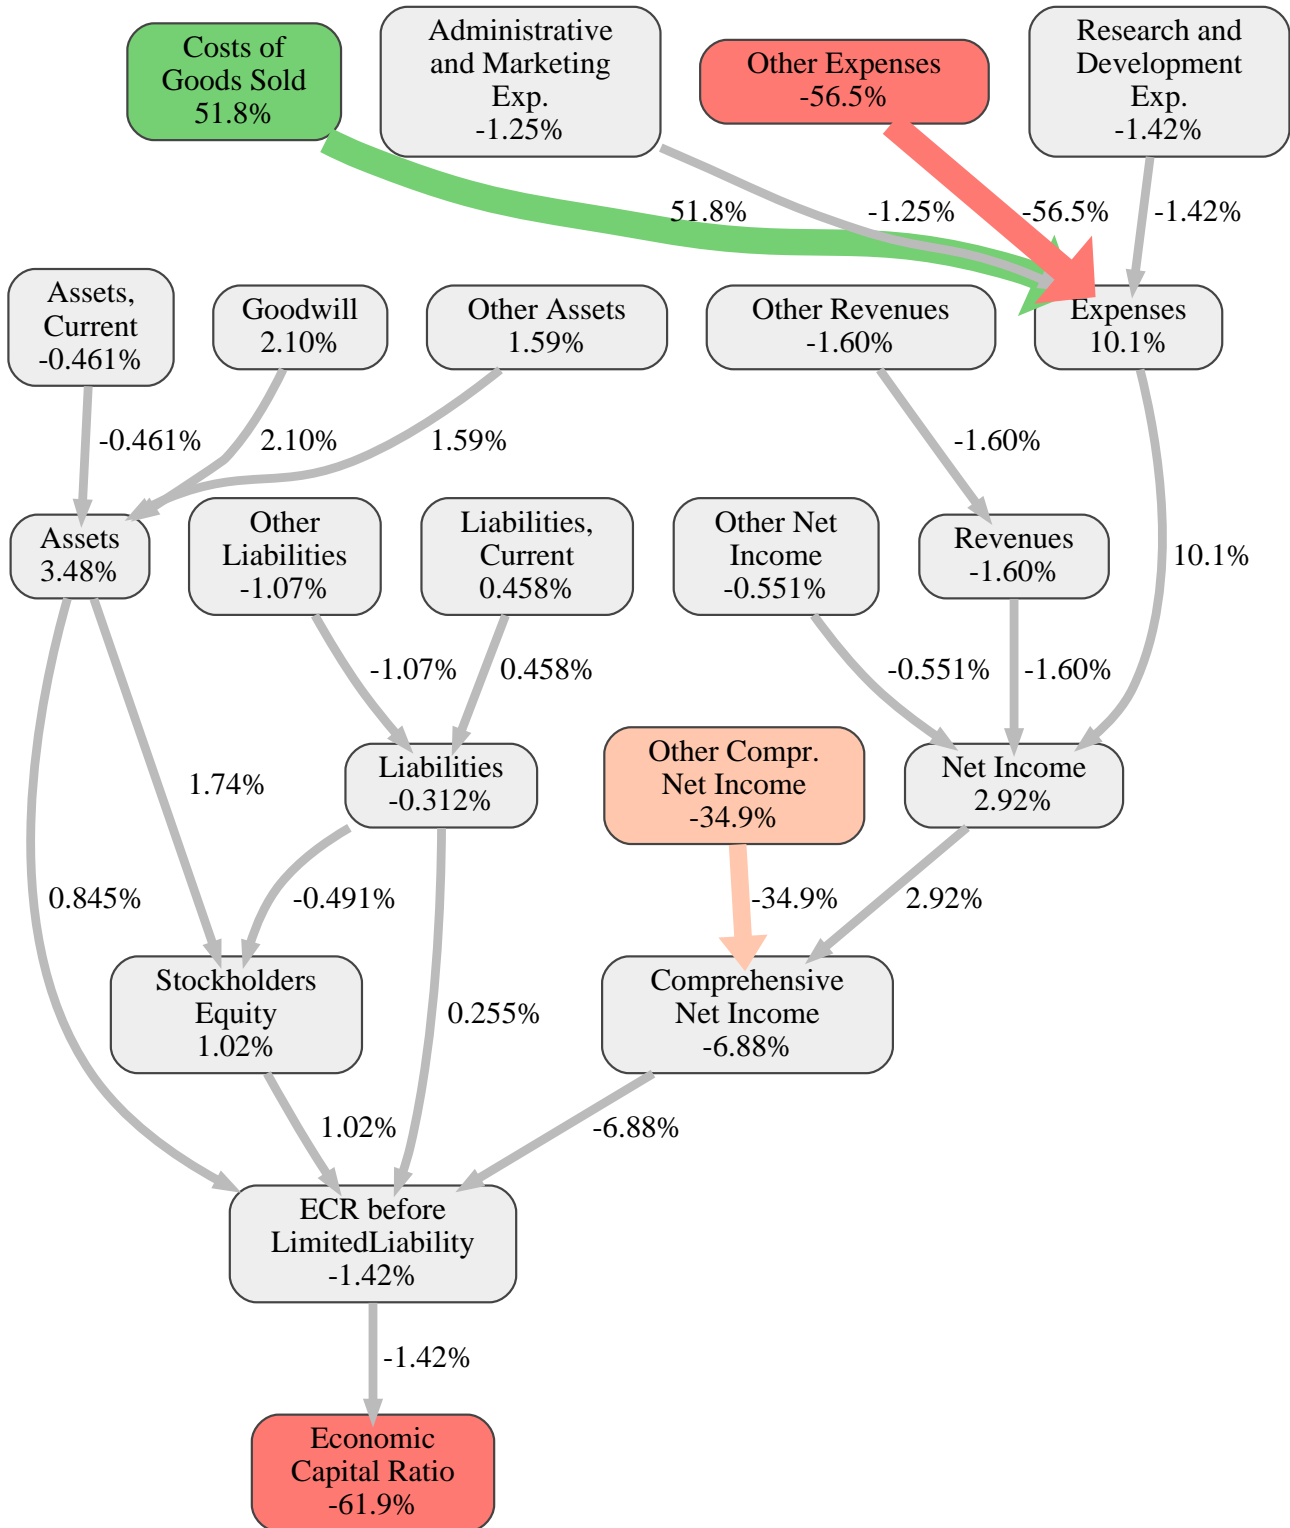 Costs of
Goods Sold
51.8%
Administrative
and Marketing
Exp.
-1.25%
Other Expenses
-56.5%
Research and
Development
Exp.
-1.42%
51.8%
-1.25%
-56.5%
-1.42%
Assets,
Current
-0.461%
Goodwill
2.10%
Other Assets
1.59%
Other Revenues
-1.60%
Expenses
10.1%
-0.461%
2.10%
1.59%
-1.60%
10.1%
Assets
3.48%
Other
Liabilities
-1.07%
Liabilities,
Current
0.458%
Other Net
Income
-0.551%
Revenues
-1.60%
-1.07%
0.458%
-0.551%
-1.60%
1.74%
Liabilities
-0.312%
Other Compr.
Net Income
-34.9%
Net Income
2.92%
0.845%
-0.491%
-34.9%
2.92%
Stockholders
Equity
1.02%
0.255%
Comprehensive
Net Income
-6.88%
1.02%
-6.88%
ECR before
LimitedLiability
-1.42%
-1.42%
Economic
Capital Ratio
-61.9%